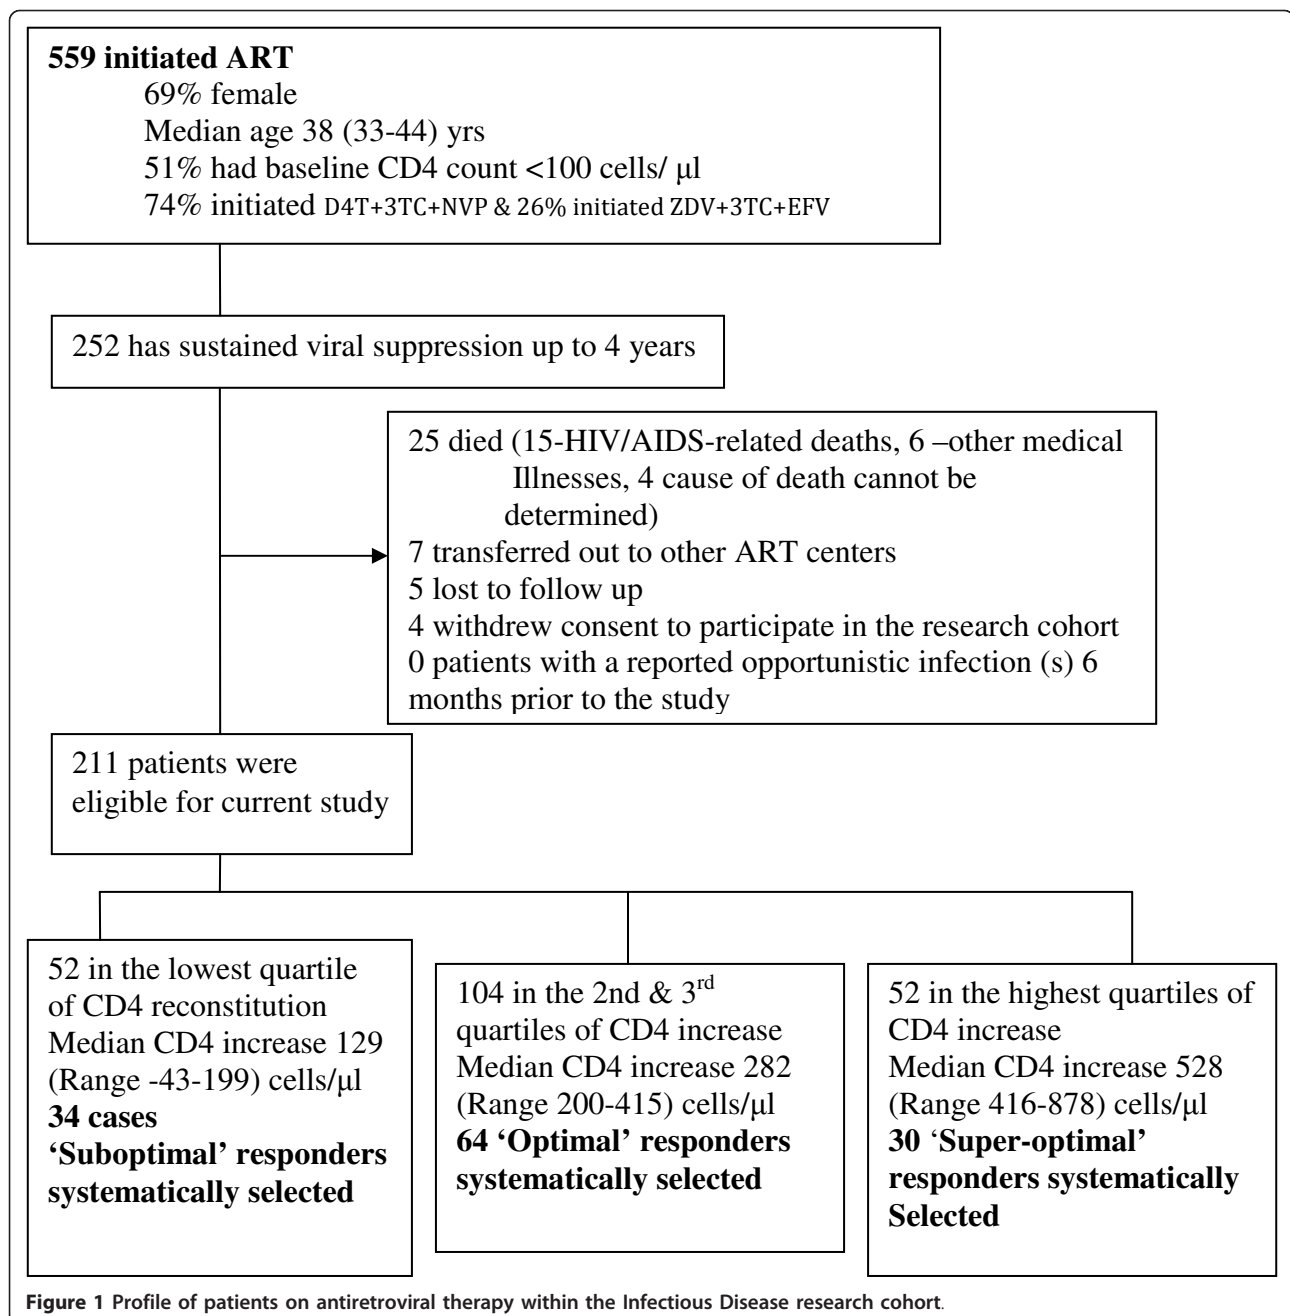 559 initiated ART
69% female
Median age 38 (33-44) yrs
51% had baseline CD4 count <100 cells/ µl
74% initiated D4T+3TC+NVP & 26% initiated ZDV+3TC+EFV
252 has sustained viral suppression up to 4 years
25 died (15-HIV/AIDS-related deaths, 6 –other medical
Illnesses, 4 cause of death cannot be
determined)
7 transferred out to other ART centers
5 lost to follow up
4 withdrew consent to participate in the research cohort
0 patients with a reported opportunistic infection (s) 6
months prior to the study
211 patients were
eligible for current study
52 in the lowest quartile
of CD4 reconstitution
Median CD4 increase 129
(Range -43-199) cells/µl
34 cases
‘Suboptimal’ responders
systematically selected
104 in the 2nd & 3rd
quartiles of CD4 increase
Median CD4 increase 282
(Range 200-415) cells/µl
64 ‘Optimal’ responders
systematically selected
52 in the highest quartiles of
CD4 increase
Median CD4 increase 528
(Range 416-878) cells/µl
30 ‘Super-optimal’
responders systematically
Selected
Figure 1 Profile of patients on antiretroviral therapy within the Infectious Disease research cohort.